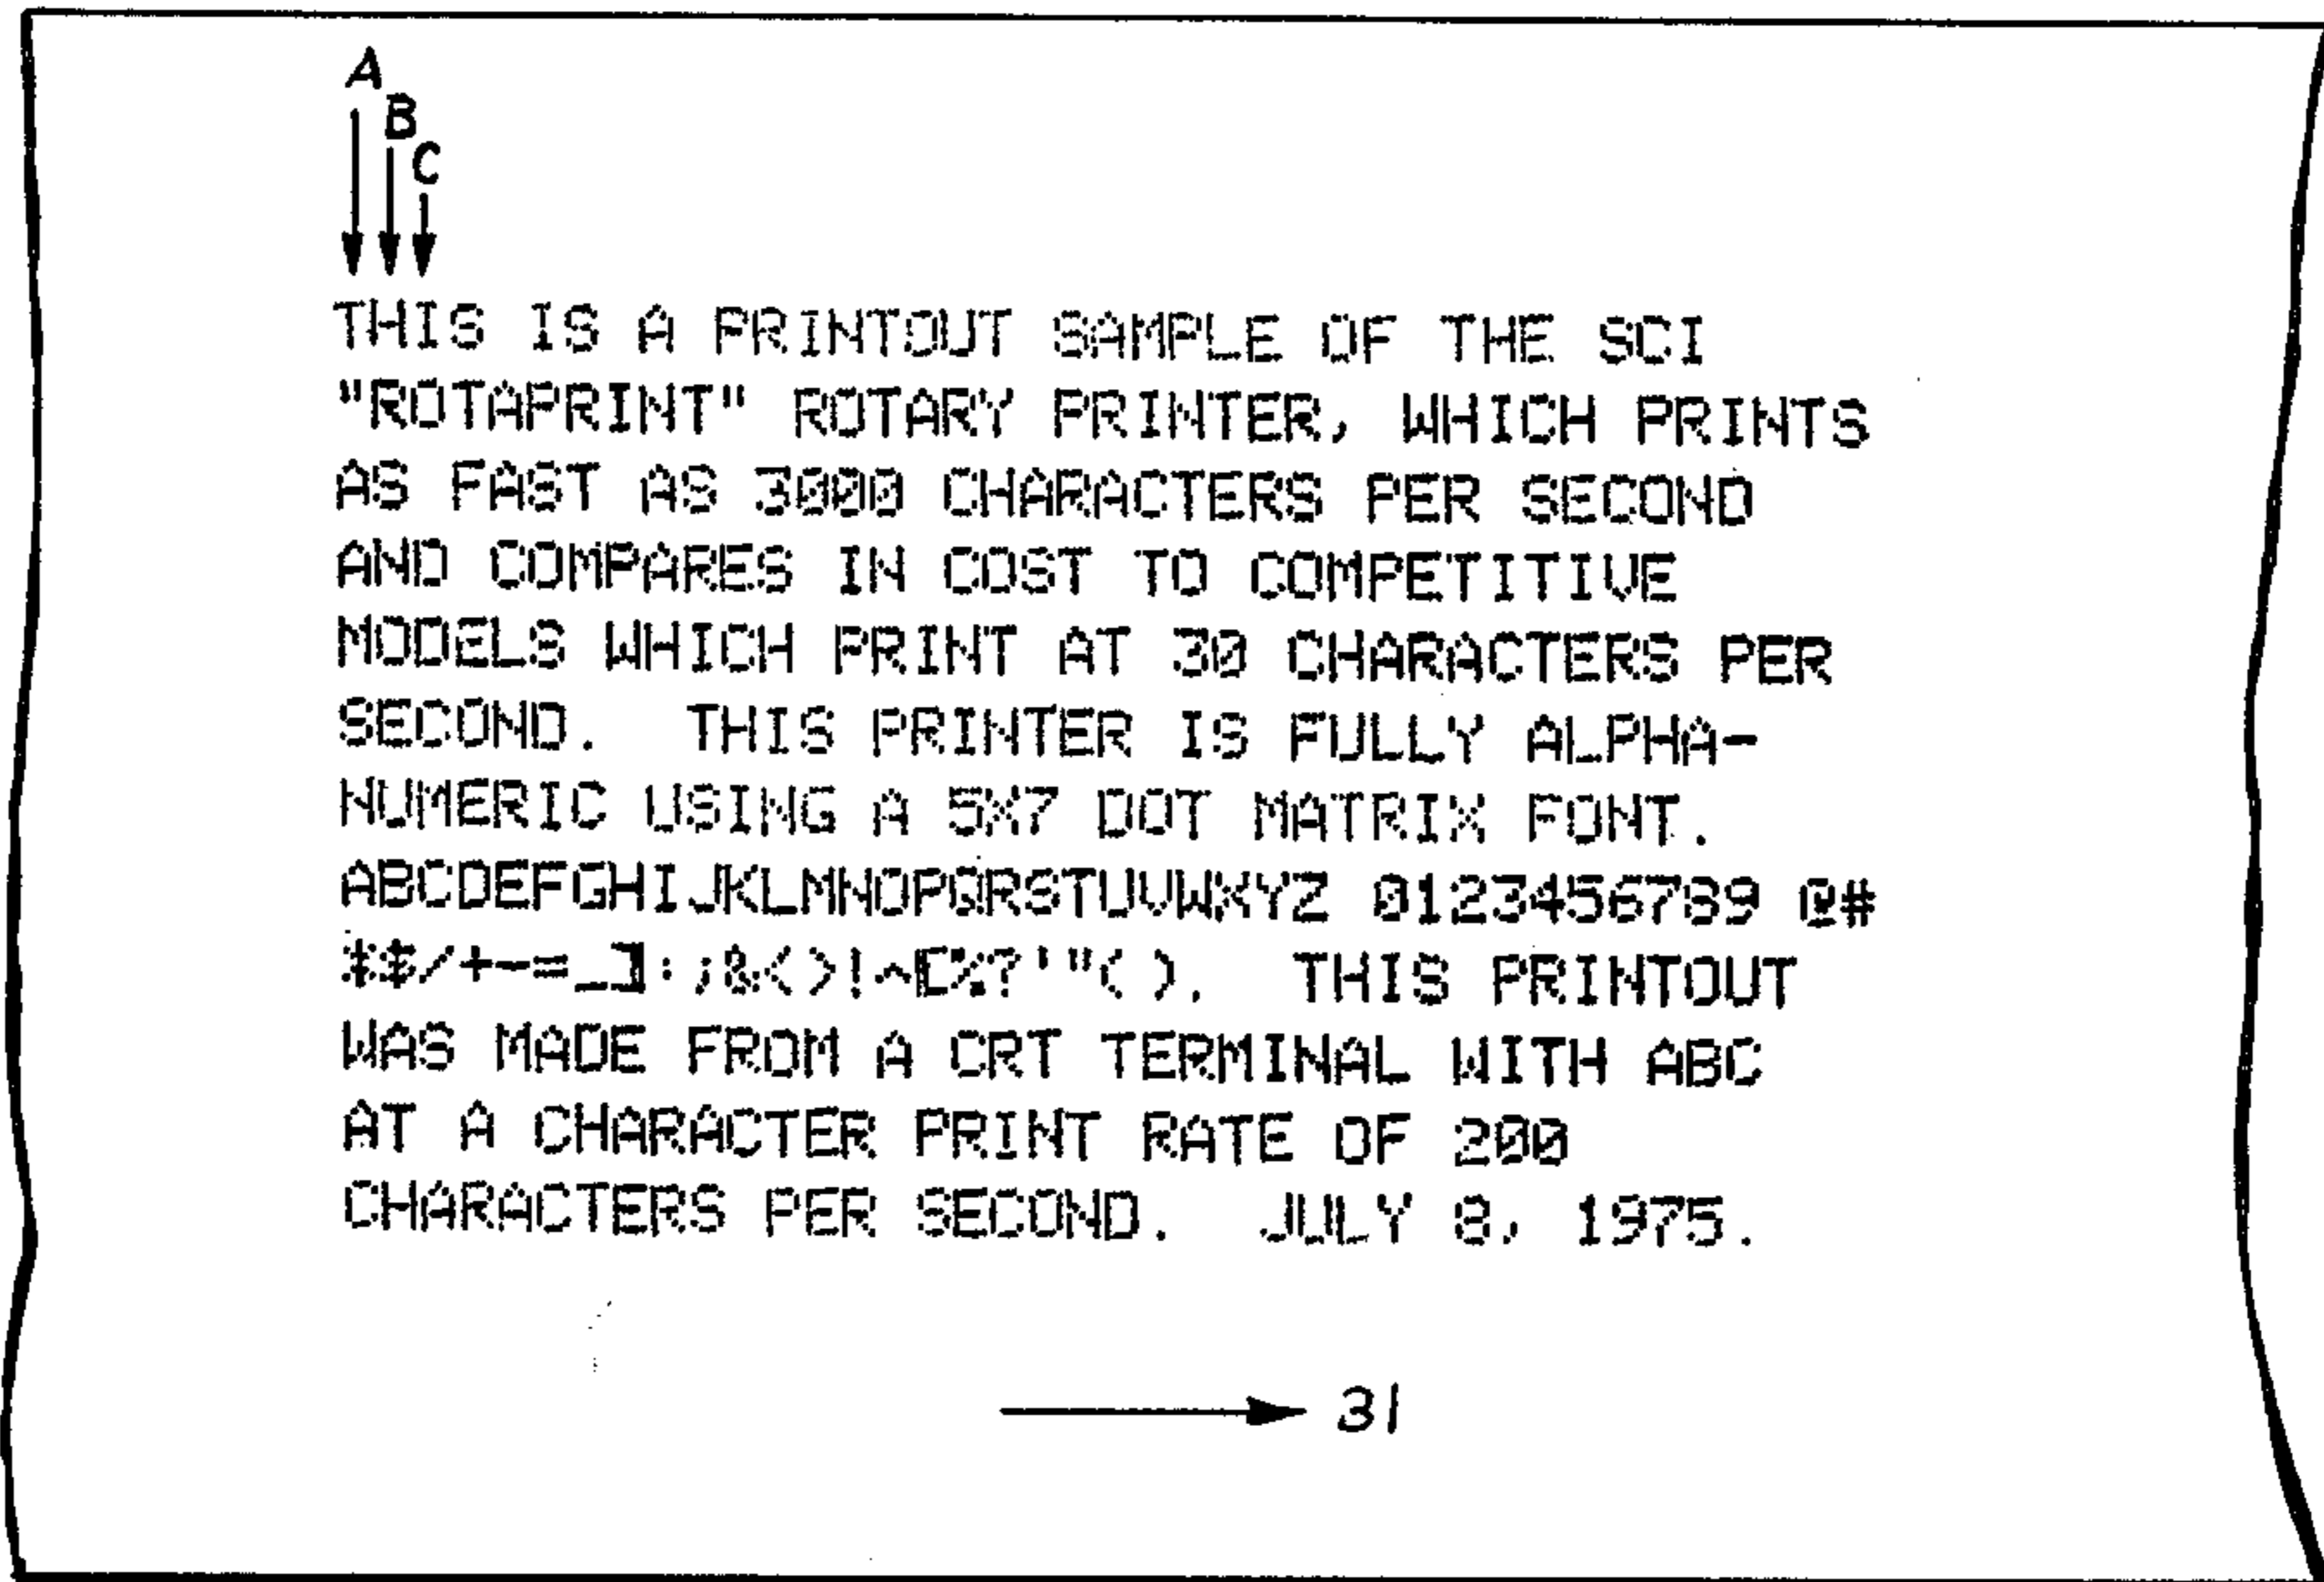 A
B
C
THIS IS A PRINTOUT SAMPLE OF THE SCI
"ROTAPRINT" ROTARY PRINTER, WHICH PRINTS
AS FAST AS 3000 CHARACTERS PER SECOND
AND COMPARES IN COST TO COMPETITIVE
MODELS WHICH PRINT AT 30 CHARACTERS PER
SECOND.  THIS PRINTER IS FULLY ALPHA-
NUMERIC USING A 5X7 DOT MATRIX FONT.
ABCDEFGHIJKLMNOPQRSTUVWXYZ 0123456789 @#
*$/+-=_]:;&<>!^[%?'"().  THIS PRINTOUT
WAS MADE FROM A CRT TERMINAL WITH ABC
AT A CHARACTER PRINT RATE OF 200
CHARACTERS PER SECOND.  JULY 8, 1975.
31